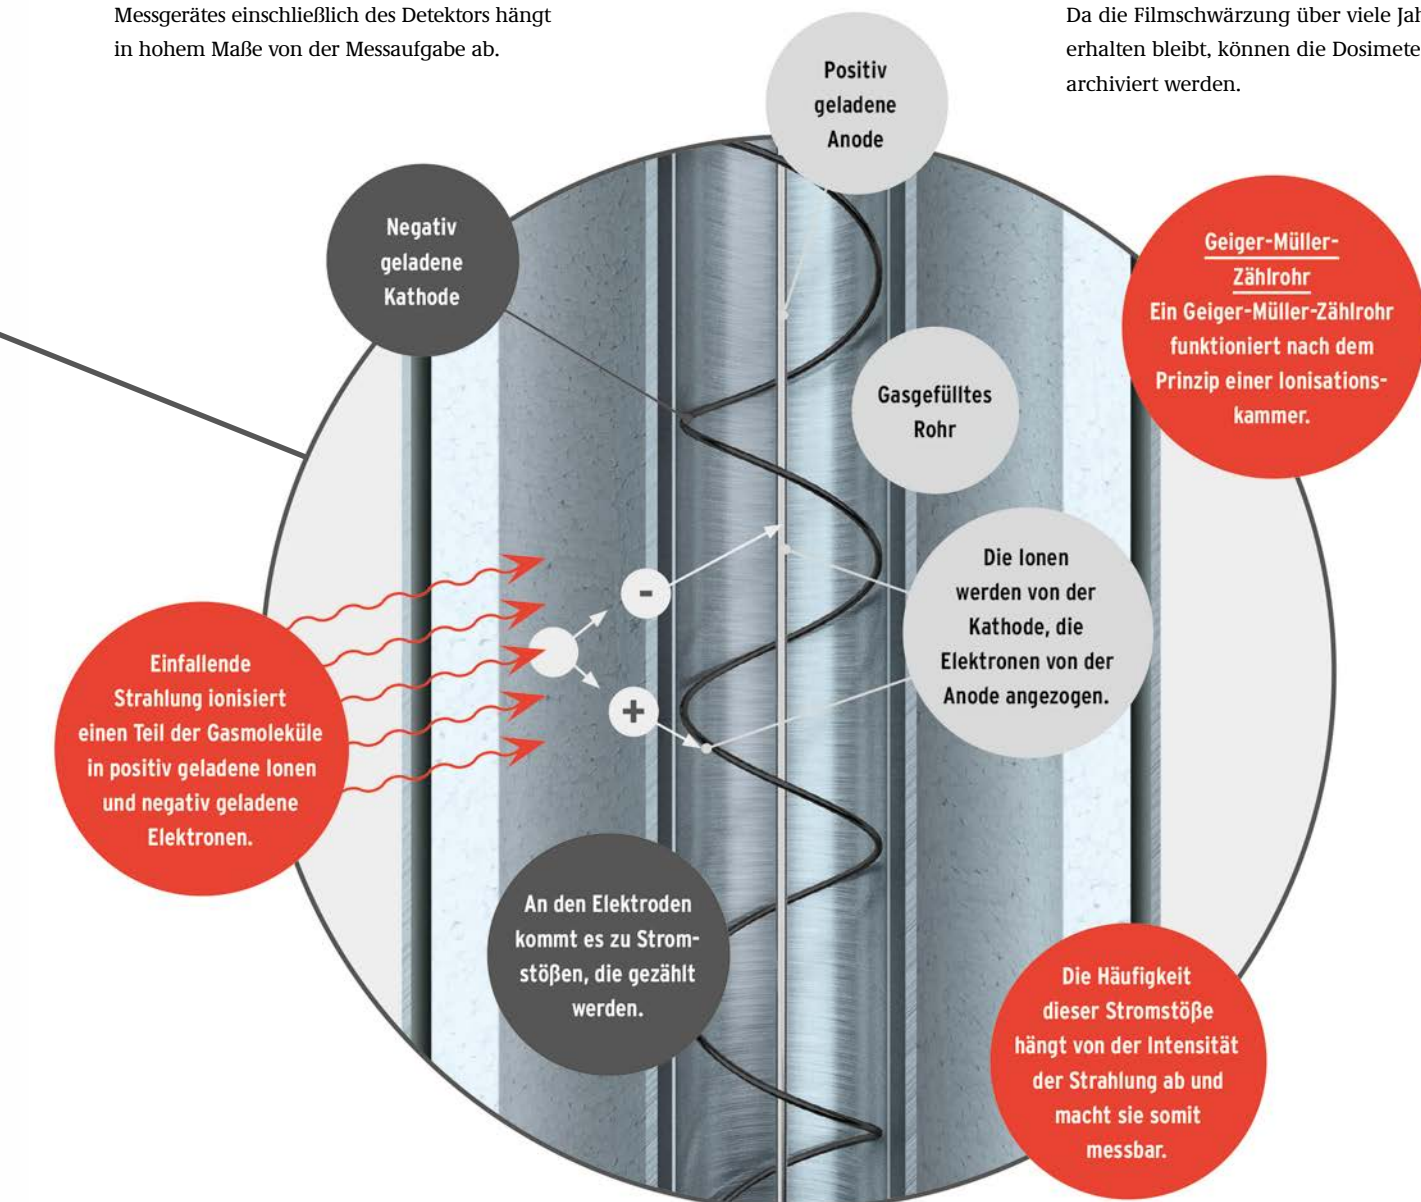 Messgerätes einschließlich des Detektors hängt
in hohem Maße von der Messaufgabe ab.
Da die Filmschwärzung über viele
erhalten bleibt, können die
archiviert werden.
Positiv
geladene
Anode
Negativ
geladene
Kathode
Geiger-Müller-
Zählrohr
Ein Geiger-Müller-Zählrohr
funktioniert nach dem
Prinzip einer Ionisations-
kammer.
Gasgefülltes
Rohr
Die Ionen
werden von der
Kathode, die
Elektronen von der
Anode angezogen.
-
+
Einfallende
Strahlung ionisiert
einen Teil der Gasmoleküle
in positiv geladene Ionen
und negativ geladene
Elektronen.
An den Elektroden
kommt es zu Strom-
stößen, die gezählt
werden.
Die Häufigkeit
dieser Stromstöße
hängt von der Intensität
der Strahlung ab und
macht sie somit
messbar.